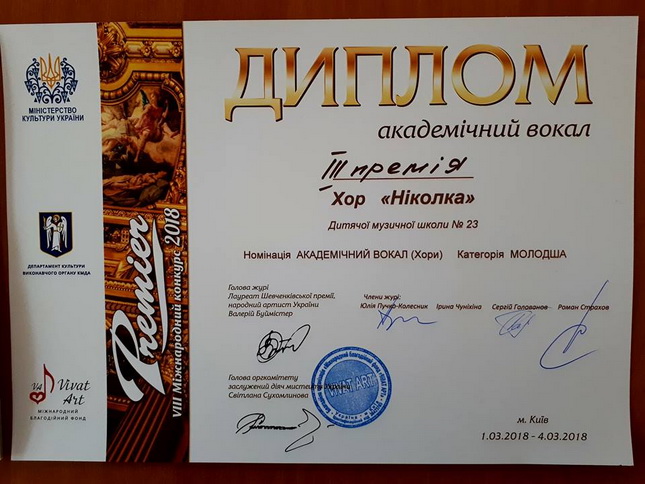 МІНІСТЕРСТВО
КУЛЬТУРИ УКРАЇНИ
ДЕПАРТАМЕНТ КУЛЬТУРИ
ВИКОНАВЧОГО ОРГАНУ КМДА
VA
Vivat
Art
МІЖНАРОДНИЙ
БЛАГОДІЙНИЙ ФОНД
Premier
VIII Міжнародний конкурс 2018
ДИПЛОМ
академічний вокал
III премія
Хор «Ніколка»
Дитячої музичної школи № 23
Номінація АКАДЕМІЧНИЙ ВОКАЛ (Хори) Категорія МОЛОДША
Голова журі
Лауреат Шевченківської премії,
народний артист України
Валерій Буймістер
Члени журі:
Юлія Пучко-Колесник Ірина Чуніхіна Сергій Голованов Роман Страхов
Голова оргкомітету
заслужений діяч мистецтв України
Світлана Сухомлинова
VIVAT ART
м. Київ
1.03.2018 - 4.03.2018